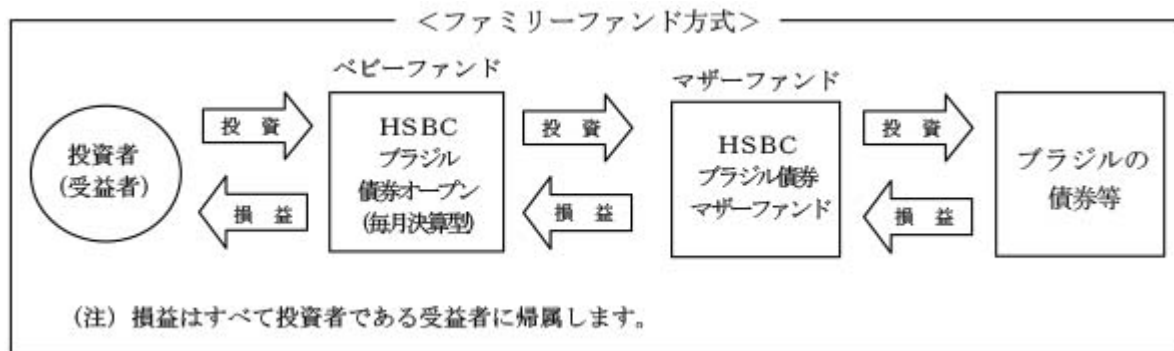 ＜ファミリーファンド方式＞
ベビーファンド
マザーファンド
投資者
(受益者)
投　資
損　益
HSBC
ブラジル
債券オープン
(毎月決算型)
投　資
損　益
HSBC
ブラジル債券
マザーファンド
投　資
損　益
ブラジルの
債券等
（注）損益はすべて投資者である受益者に帰属します。